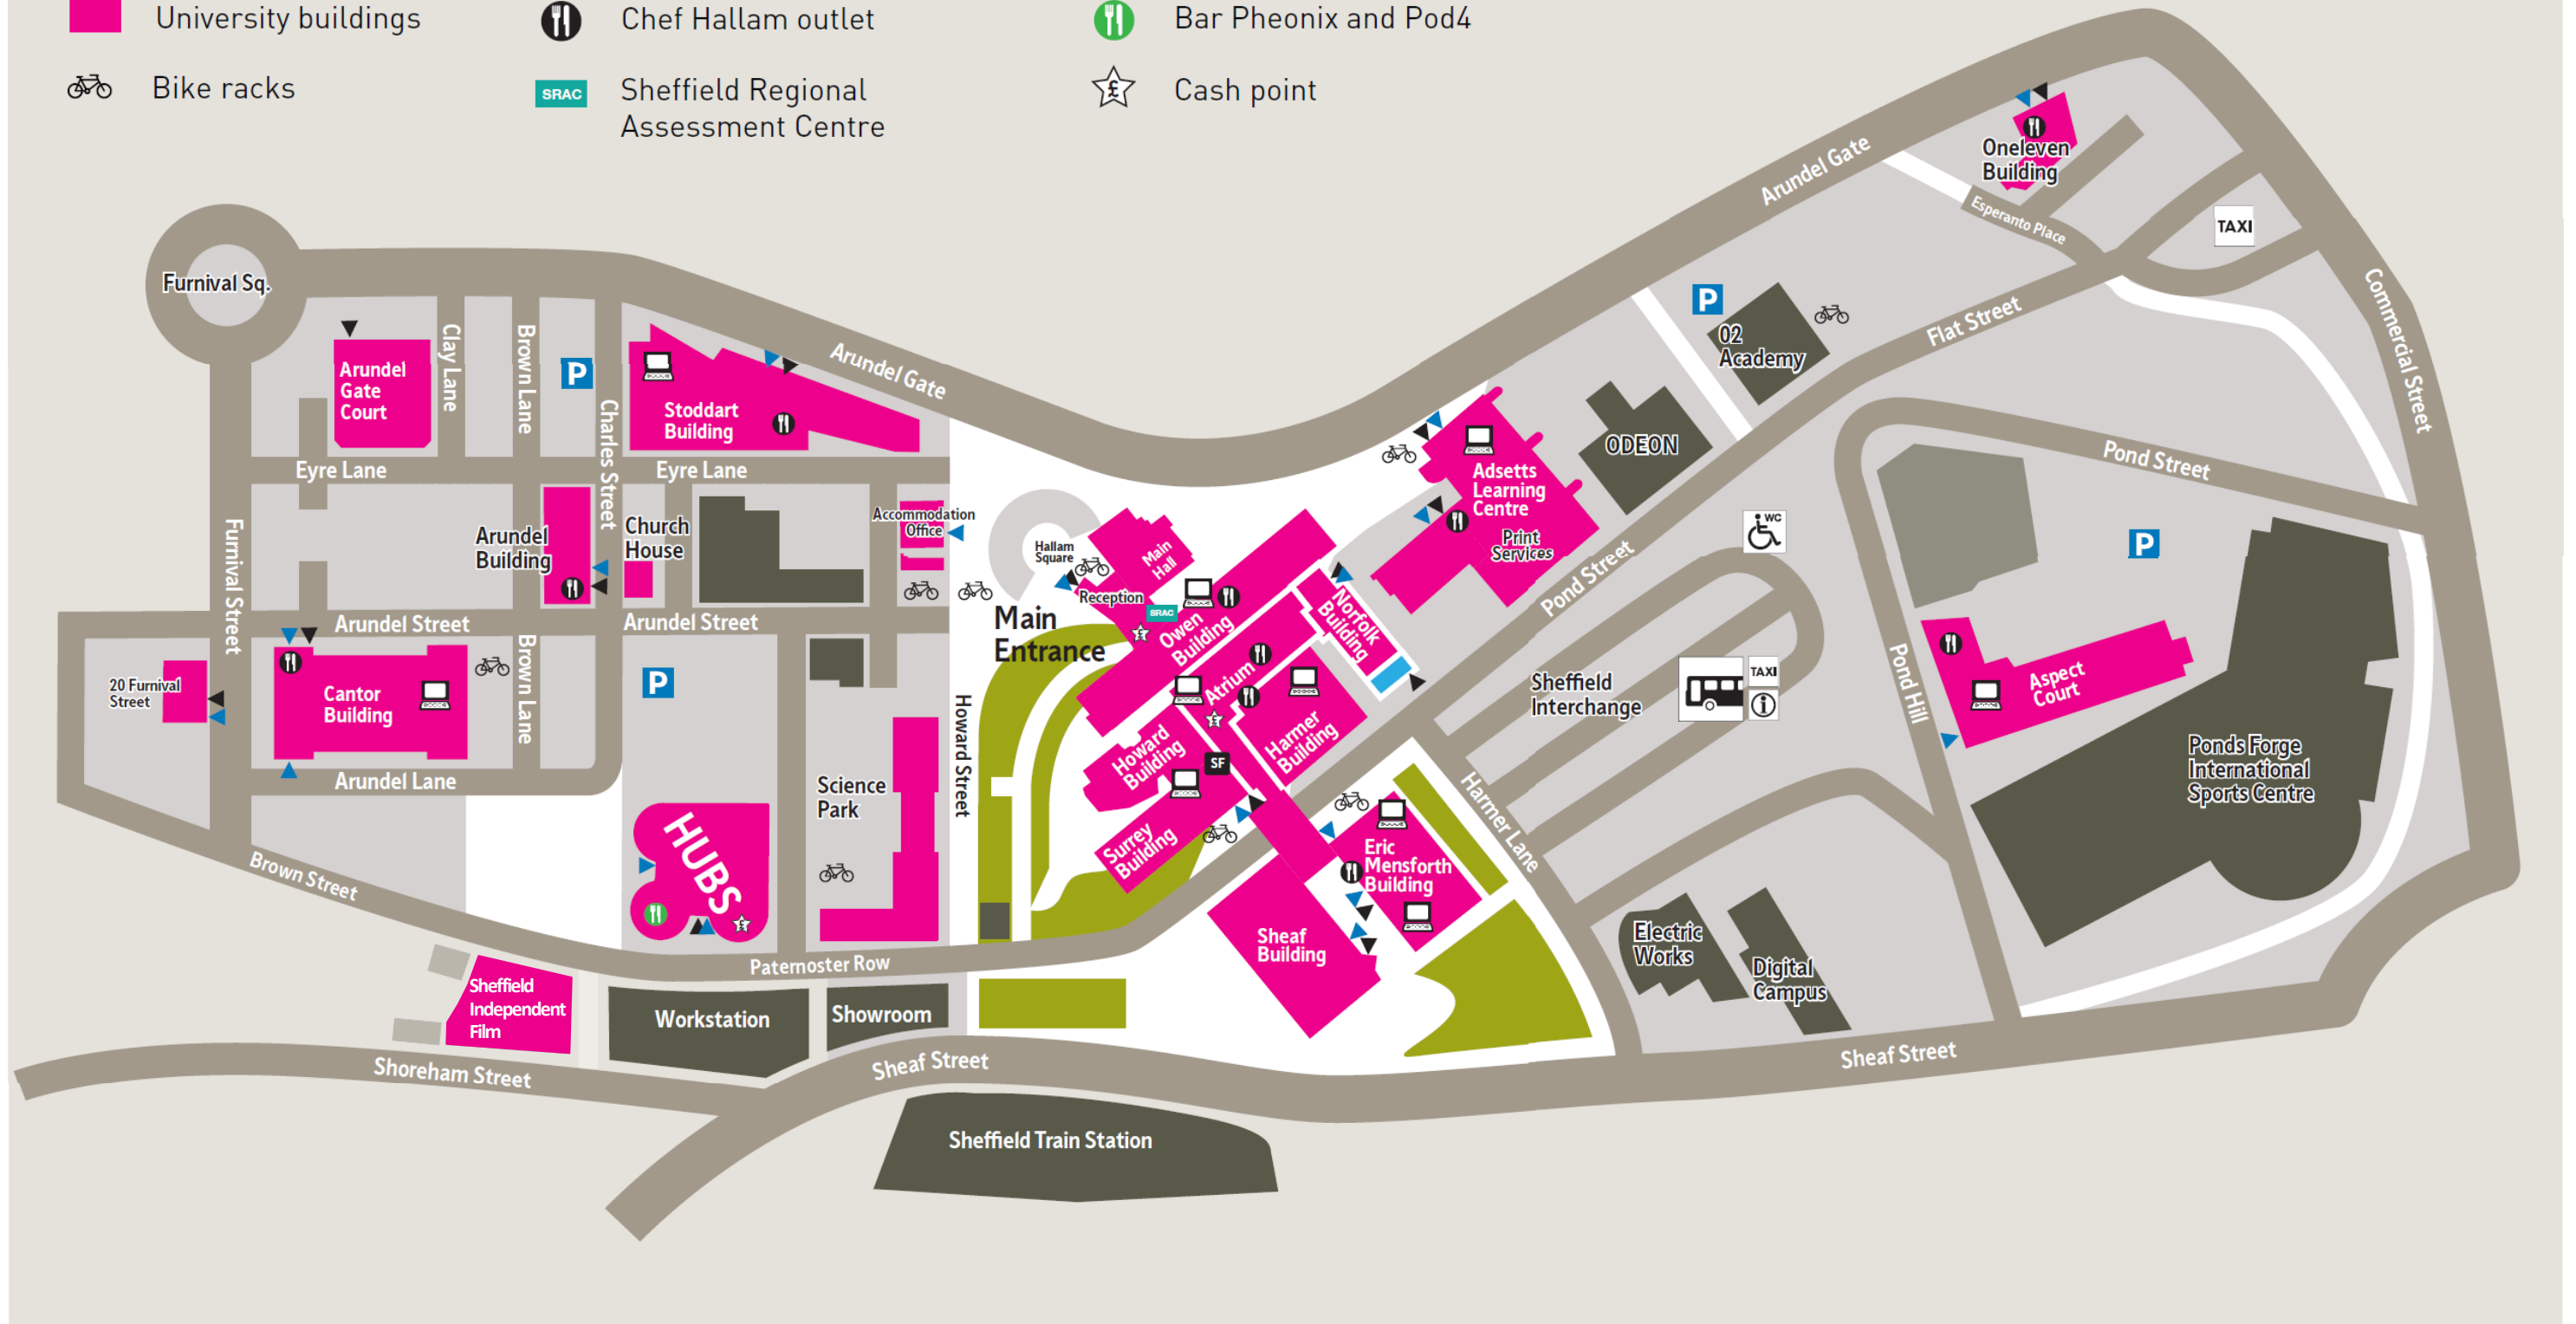 University buildings
Chef Hallam outlet
Bar Pheonix and Pod4
Bike racks
SRAC
Sheffield Regional
Assessment Centre
£
Cash point
Arundel Gate
Oneleven
Building
Esperanto Place
TAXI
Furnival Sq.
Commercial Street
Flat Street
P
02
Academy
Arundel
Gate
Court
Clay Lane
Brown Lane
P
Charles Street
Stoddart
Building
Arundel Gate
ODEON
Adsetts
Learning
Centre
Print
Services
Pond Street
P
Eyre Lane
Eyre Lane
Furnival Street
Arundel
Building
Church
House
Accommodation
Office
Hallam
Square
Main
Hall
Reception
SRAC
£
Main
Entrance
Owen
Building
Norfolk
Building
Pond Street
WC
Arundel Street
Arundel Street
Brown Lane
20 Furnival
Street
Cantor
Building
P
Atrium
£
Harmer
Building
Howard
Building
SF
Sheffield
Interchange
TAXI
i
Pond Hill
Aspect
Court
Ponds Forge
International
Sports Centre
Arundel Lane
Science
Park
Howard Street
Surrey
Building
Harmer Lane
Eric
Mensforth
Building
Brown Street
HUBS
£
Sheaf
Building
Electric
Works
Digital
Campus
Paternoster Row
Sheffield
Independent
Film
Workstation
Showroom
Shoreham Street
Sheaf Street
Sheaf Street
Sheffield Train Station